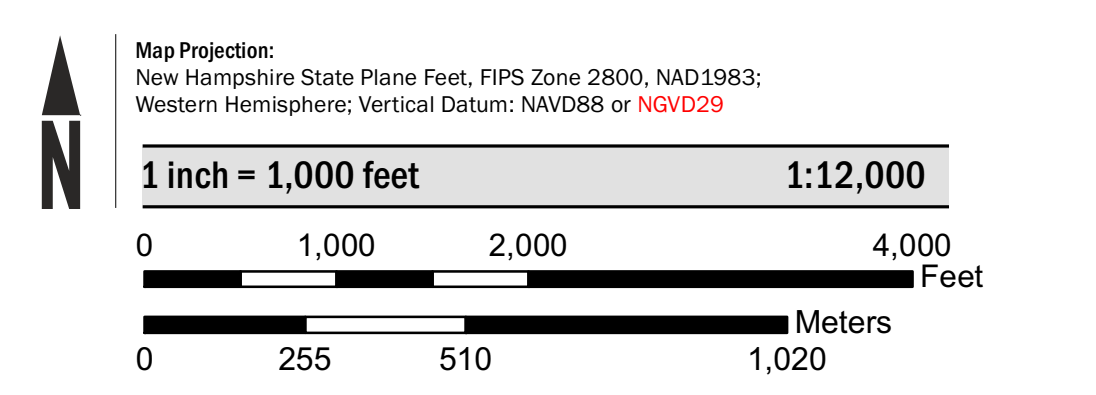 N
Map Projection:
New Hampshire State Plane Feet, FIPS Zone 2800, NAD1983;
Western Hemisphere; Vertical Datum: NAVD88 or NGVD29
1 inch = 1,000 feet 1:12,000
0 1,000 2,000 4,000
Feet
Meters
0 255 510 1,020